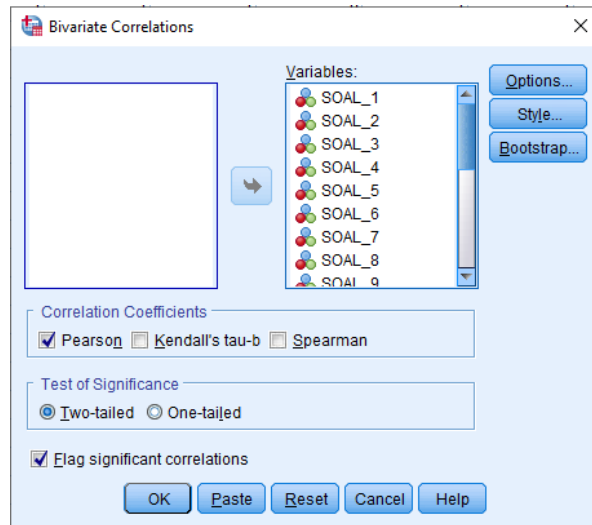 Bivariate Correlations
Variables:
SOAL_1
SOAL_2
SOAL_3
SOAL_4
SOAL_5
SOAL_6
SOAL_7
SOAL_8
SOAL_9
Options...
Style...
Bootstrap...
Correlation Coefficients
Pearson Kendall's tau-b Spearman
Test of Significance
Two-tailed One-tailed
Flag significant correlations
OK Paste Reset Cancel Help